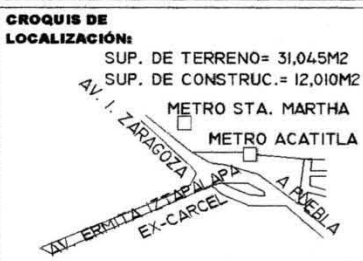 CROQUIS DE
LOCALIZACIÓN:
SUP. DE TERRENO= 31,045M2
SUP. DE CONSTRUC.= 12,010M2
METRO STA. MARTHA
AV. I. ZARAGOZA
METRO ACATITLA
AV. ERMITA IZTAPALAPA
EX-CARCEL
A PUEBLA